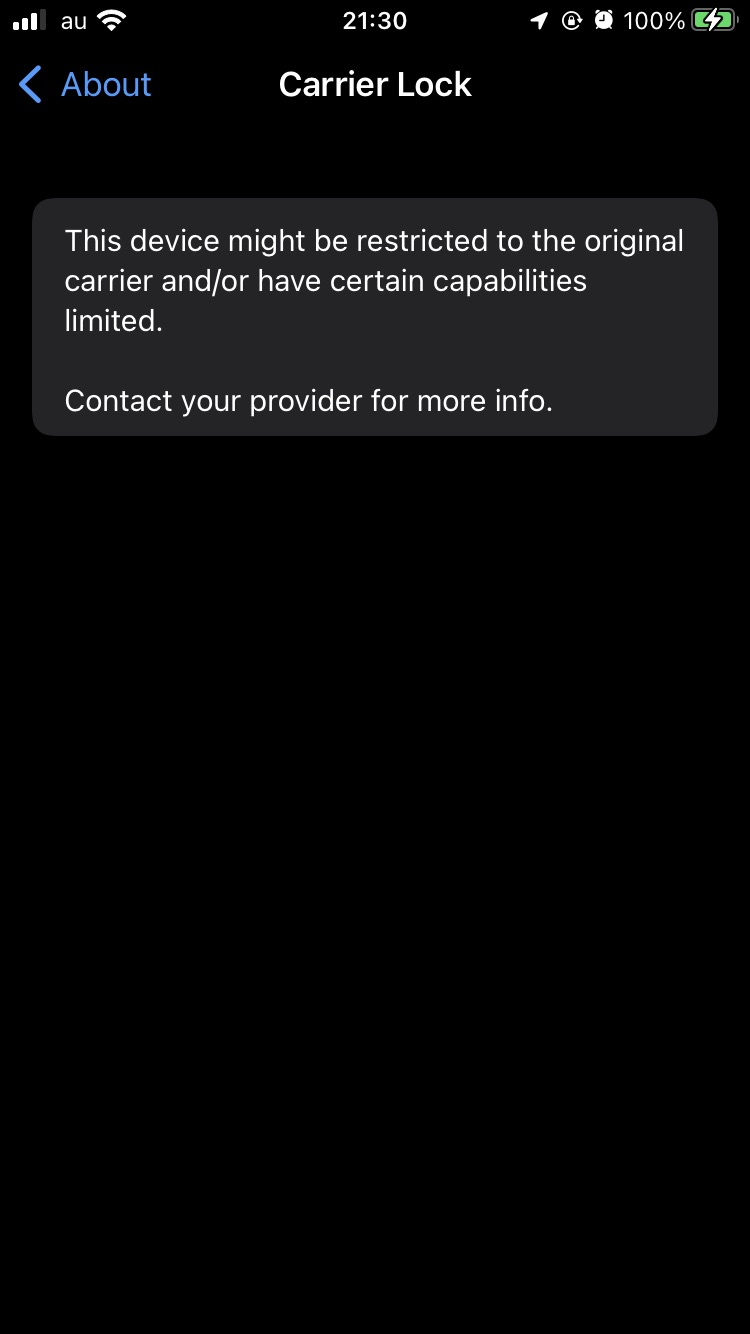 au 21:30 100%
About Carrier Lock
This device might be restricted to the original
carrier and/or have certain capabilities
limited.
Contact your provider for more info.